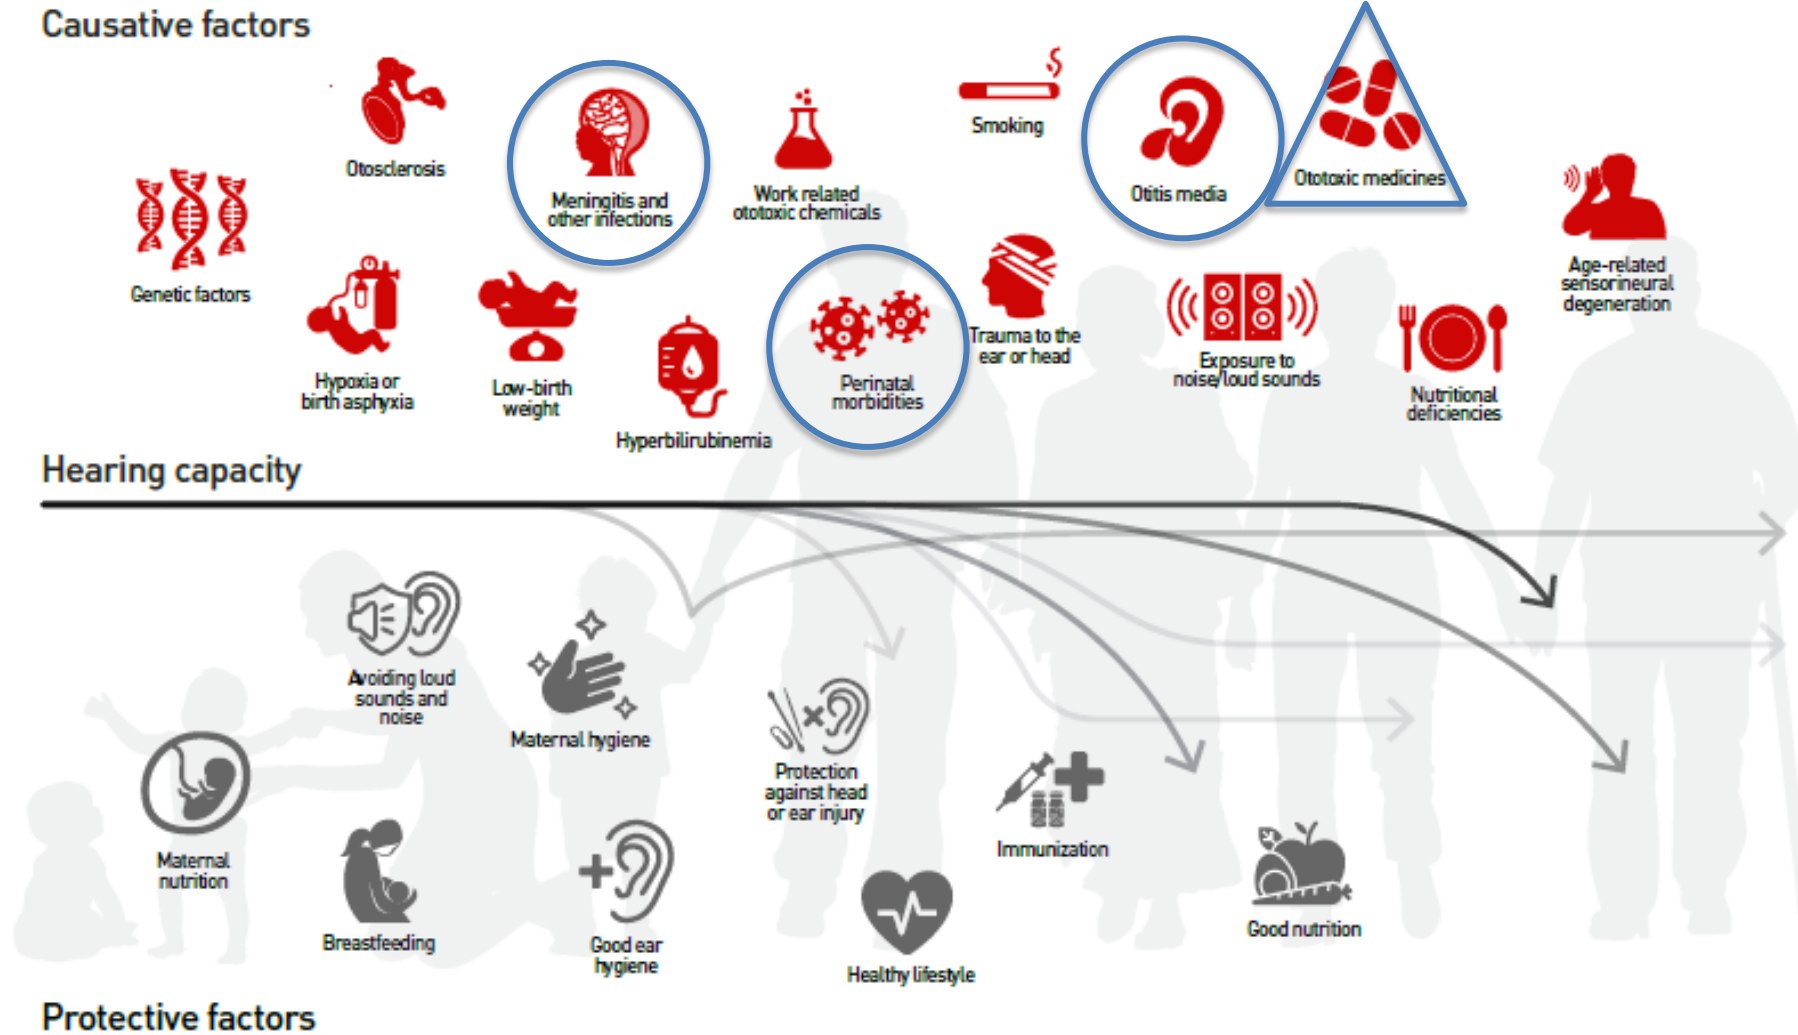 Causative factors
Otosclerosis
Meningitis and
other infections
Work related
ototoxic chemicals
Smoking
Otitis media
Ototoxic medicines
Genetic factors
Hypoxia or
birth asphyxia
Low-birth
weight
Hyperbilirubinemia
Perinatal
morbidities
Trauma to the
ear or head
Exposure to
noise/loud sounds
Nutritional
deficiencies
Age-related
sensorineural
degeneration
Hearing capacity
Avoiding loud
sounds and
noise
Maternal hygiene
Protection
against head
or ear injury
Immunization
Maternal
nutrition
Breastfeeding
Good ear
hygiene
Healthy lifestyle
Good nutrition
Protective factors